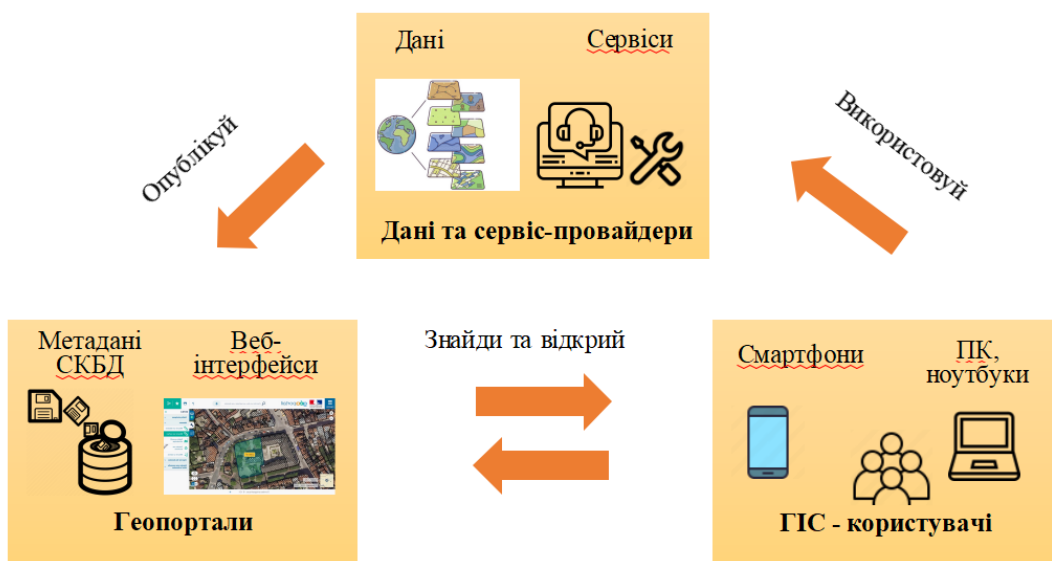 Дані
Сервіси
Дані та сервіс-провайдери
Опублікуй
Використовуй
Метадані
СКБД
Веб-
інтерфейси
Геопортали
Знайди та відкрий
Смартфони
ПК,
ноутбуки
ГІС - користувачі